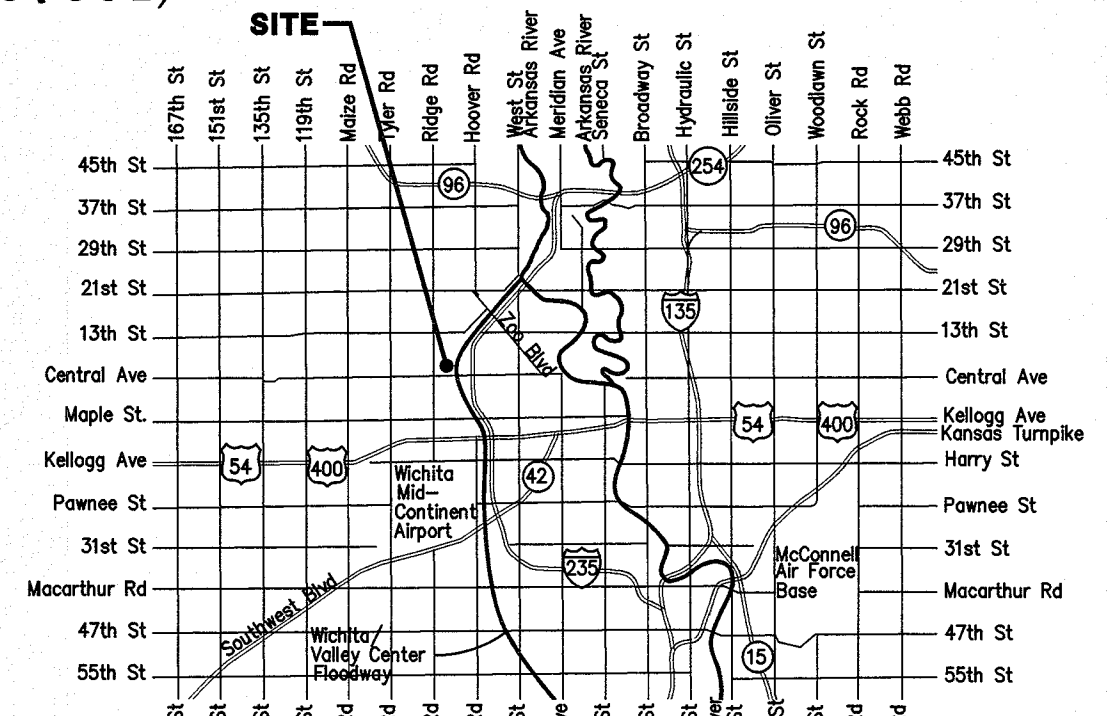 SITE
167th St
151st St
135th St
119th St
Maize Rd
Tyler Rd
Ridge Rd
Hoover Rd
West St
Arkansas River
Meridian Ave
Arkansas River
Seneca St
Broadway St
Hydraulic St
Hillside St
Oliver St
Woodlawn St
Rock Rd
Webb Rd
45th St
37th St
29th St
21st St
13th St
Central Ave
Maple St.
Kellogg Ave
Pawnee St
31st St
Macarthur Rd
47th St
55th St
96
254
96
135
Zoo Blvd
54
400
54
400
42
235
15
Wichita
Mid-
Continent
Airport
Southwest Blvd
Wichita/
Valley Center
Floodway
McConnell
Air Force
Base
45th St
37th St
29th St
21st St
13th St
Central Ave
Kellogg Ave
Kansas Turnpike
Harry St
Pawnee St
31st St
Macarthur Rd
47th St
55th St